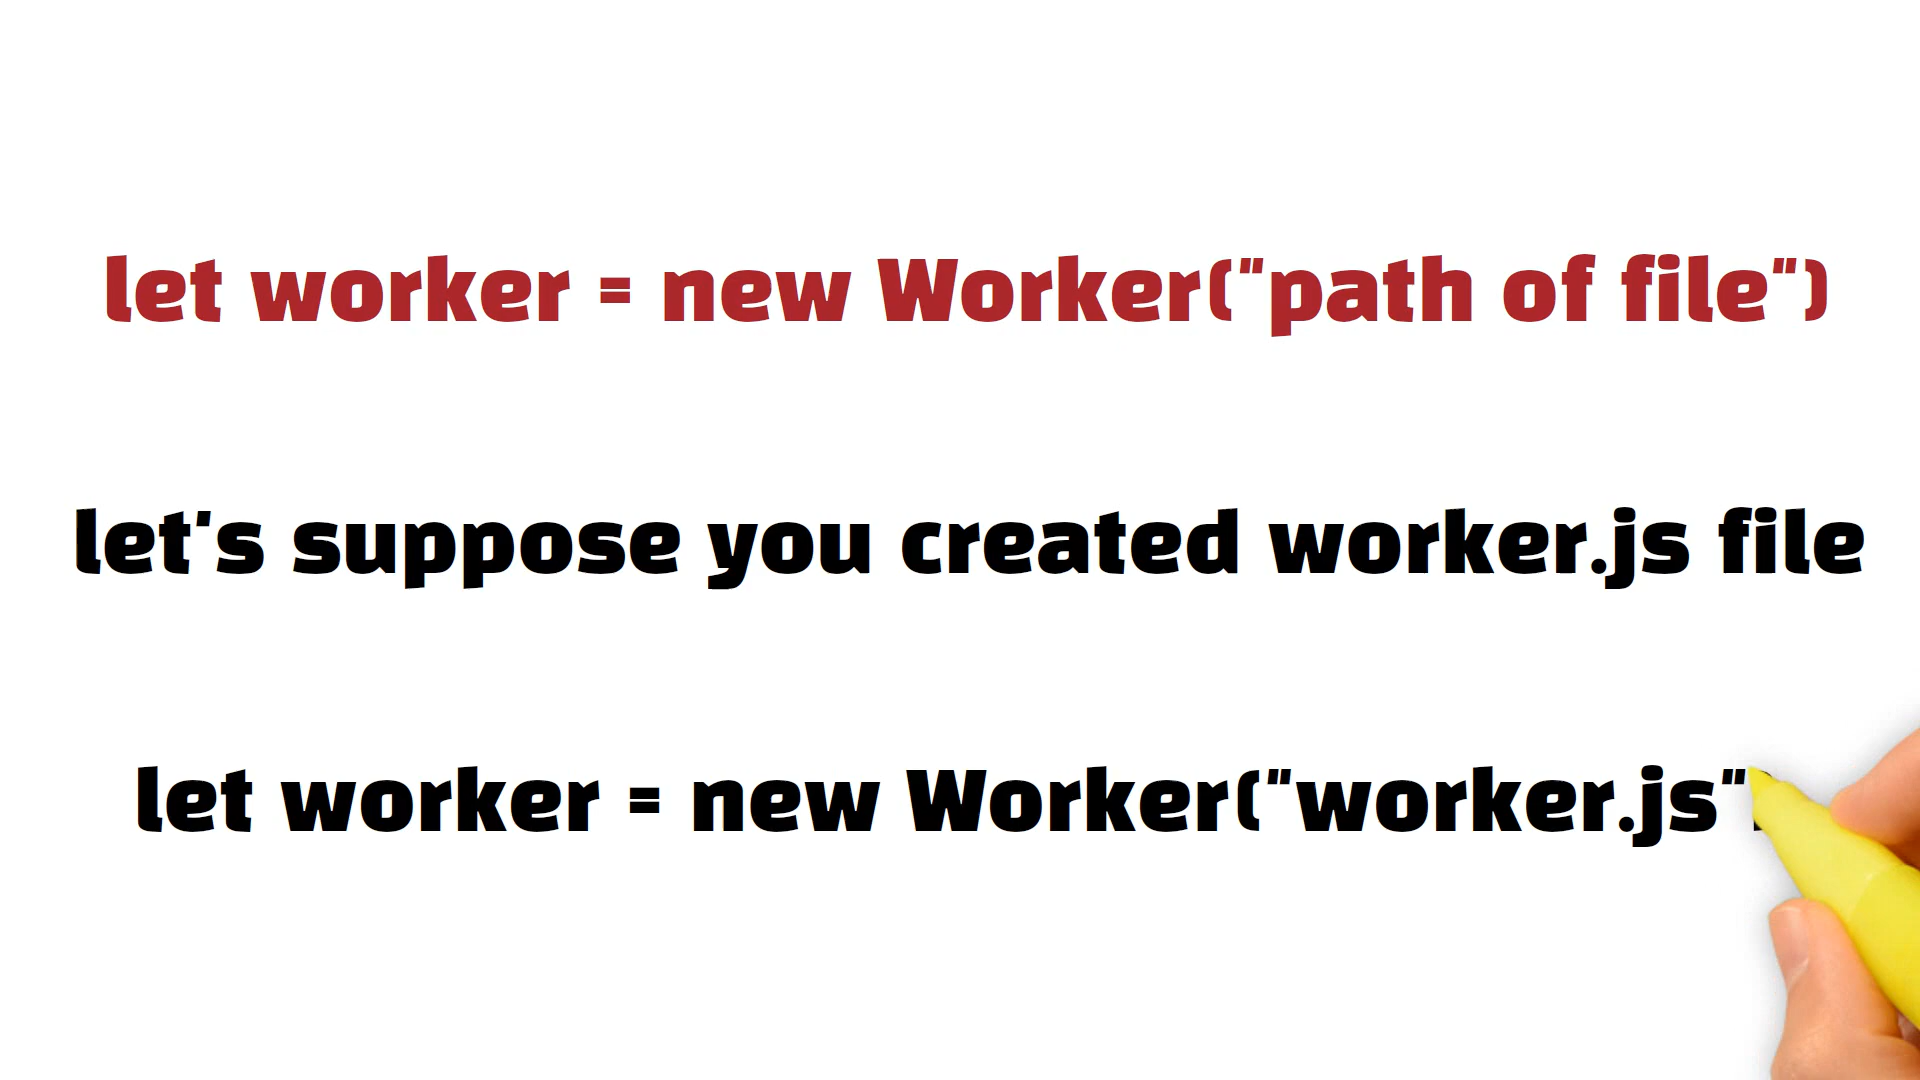 let worker = new Worker("path of file")
let's suppose you created worker.js file
let worker = new Worker("worker.js")